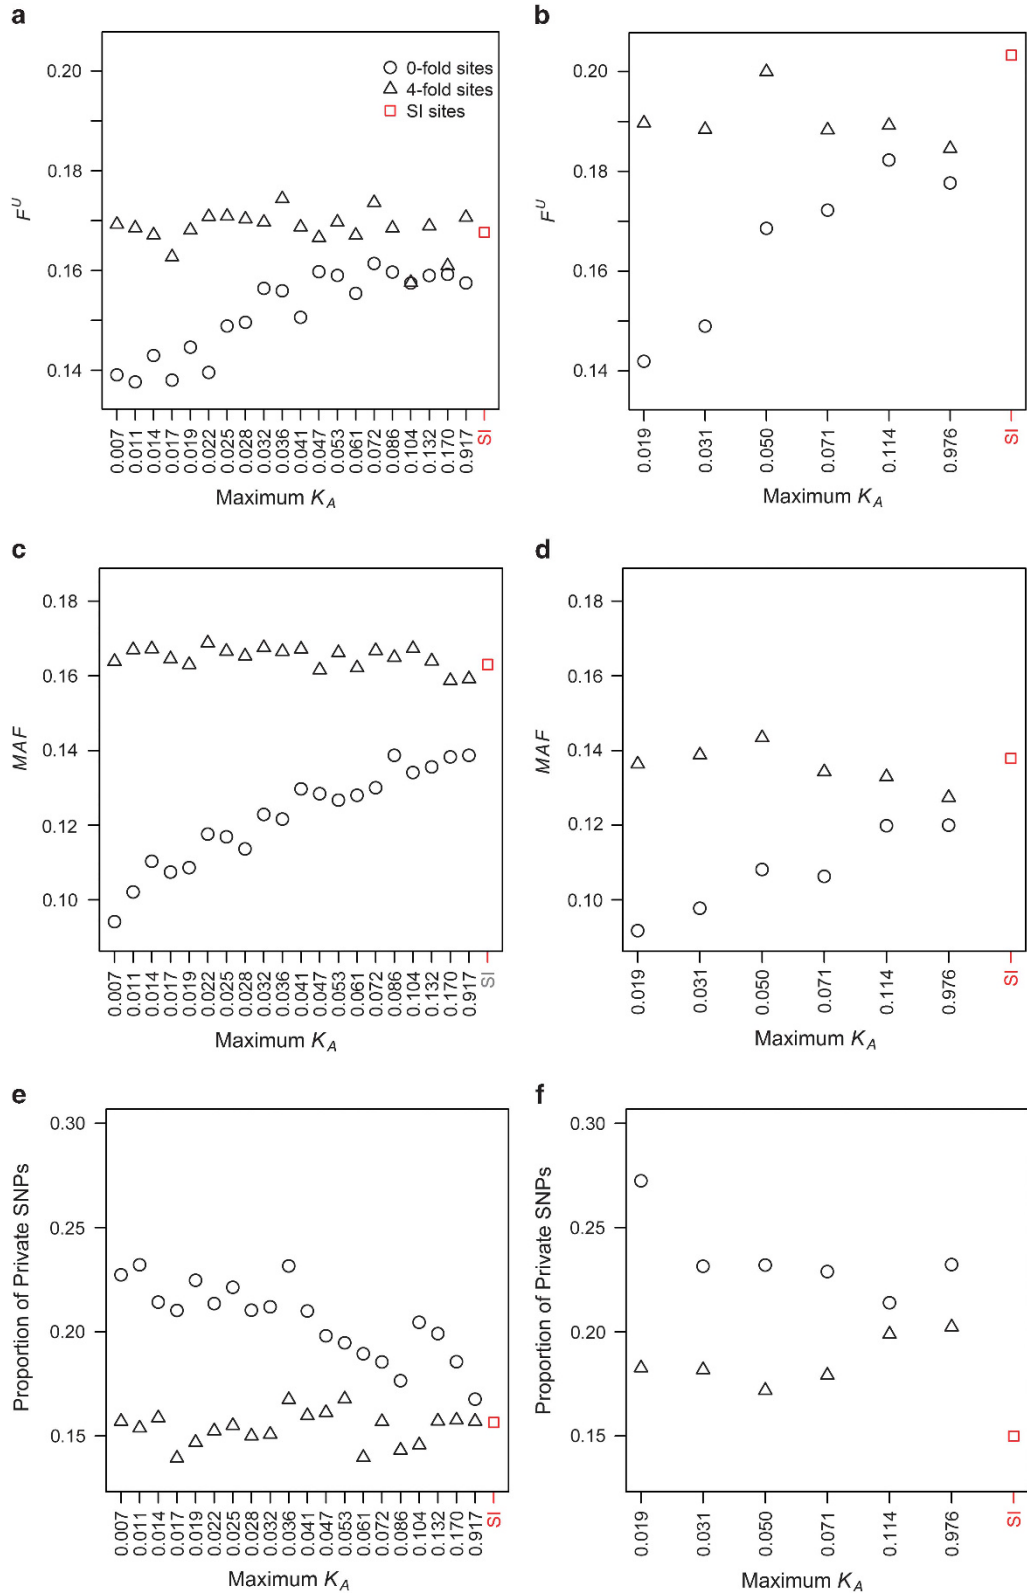 a
0.20
0.18
0.16
0.14
F^U
0-fold sites
4-fold sites
SI sites
0.007 0.011 0.014 0.017 0.019 0.022 0.025 0.028 0.032 0.036 0.041 0.047 0.053 0.061 0.072 0.086 0.104 0.132 0.170 0.917 SI
Maximum K_A
b
0.20
0.18
0.16
0.14
F^U
0.019 0.031 0.050 0.071 0.114 0.976 SI
Maximum K_A
c
0.18
0.16
0.14
0.12
0.10
MAF
0.007 0.011 0.014 0.017 0.019 0.022 0.025 0.028 0.032 0.036 0.041 0.047 0.053 0.061 0.072 0.086 0.104 0.132 0.170 0.917 SI
Maximum K_A
d
0.18
0.16
0.14
0.12
0.10
MAF
0.019 0.031 0.050 0.071 0.114 0.976 SI
Maximum K_A
e
0.30
0.25
0.20
0.15
Proportion of Private SNPs
0.007 0.011 0.014 0.017 0.019 0.022 0.025 0.028 0.032 0.036 0.041 0.047 0.053 0.061 0.072 0.086 0.104 0.132 0.170 0.917 SI
Maximum K_A
f
0.30
0.25
0.20
0.15
Proportion of Private SNPs
0.019 0.031 0.050 0.071 0.114 0.976 SI
Maximum K_A